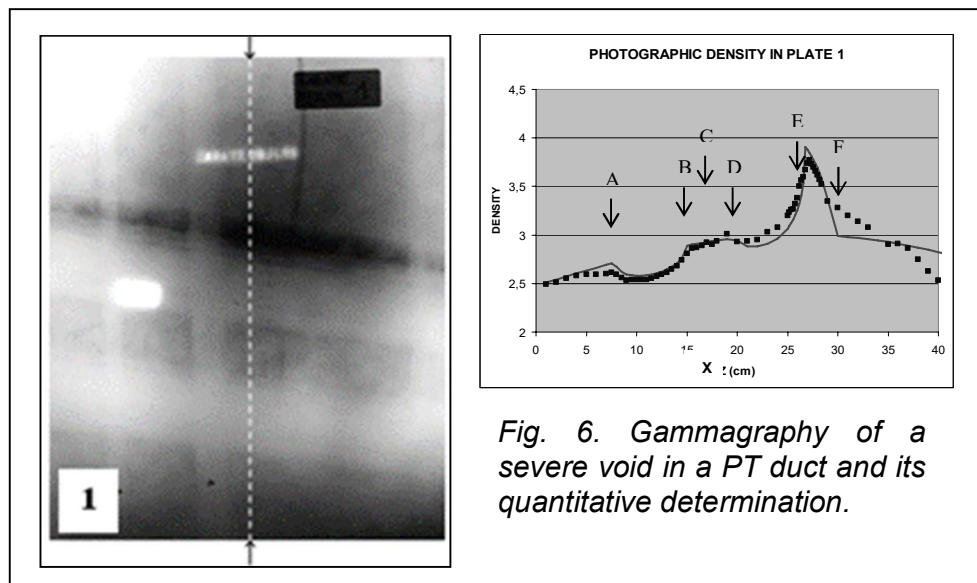 PHOTOGRAPHIC DENSITY IN PLATE 1
4,5
4
3,5
3
2,5
2
DENSITY
A
B
C
D
E
F
0 5 10 15 20 25 30 35 40
X z (cm)
1
Fig. 6. Gammagraphy of a
severe void in a PT duct and its
quantitative determination.